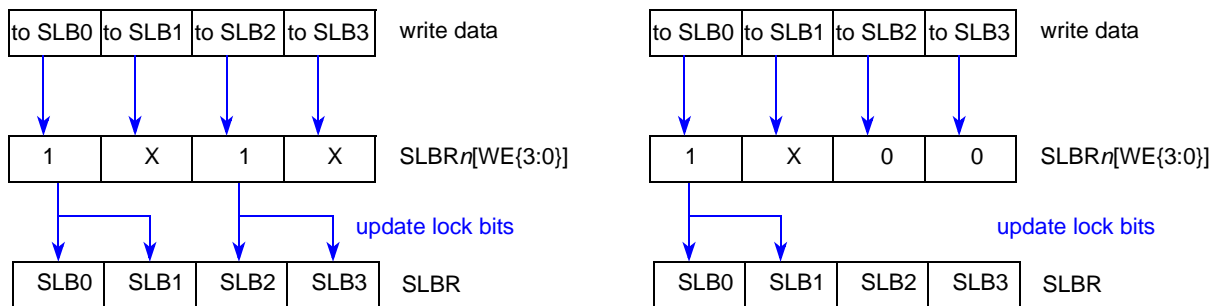 to SLB0 to SLB1 to SLB2 to SLB3 write data
1 X 1 X SLBRn[WE{3:0}]
update lock bits
SLB0 SLB1 SLB2 SLB3 SLBR
to SLB0 to SLB1 to SLB2 to SLB3 write data
1 X 0 0 SLBRn[WE{3:0}]
update lock bits
SLB0 SLB1 SLB2 SLB3 SLBR